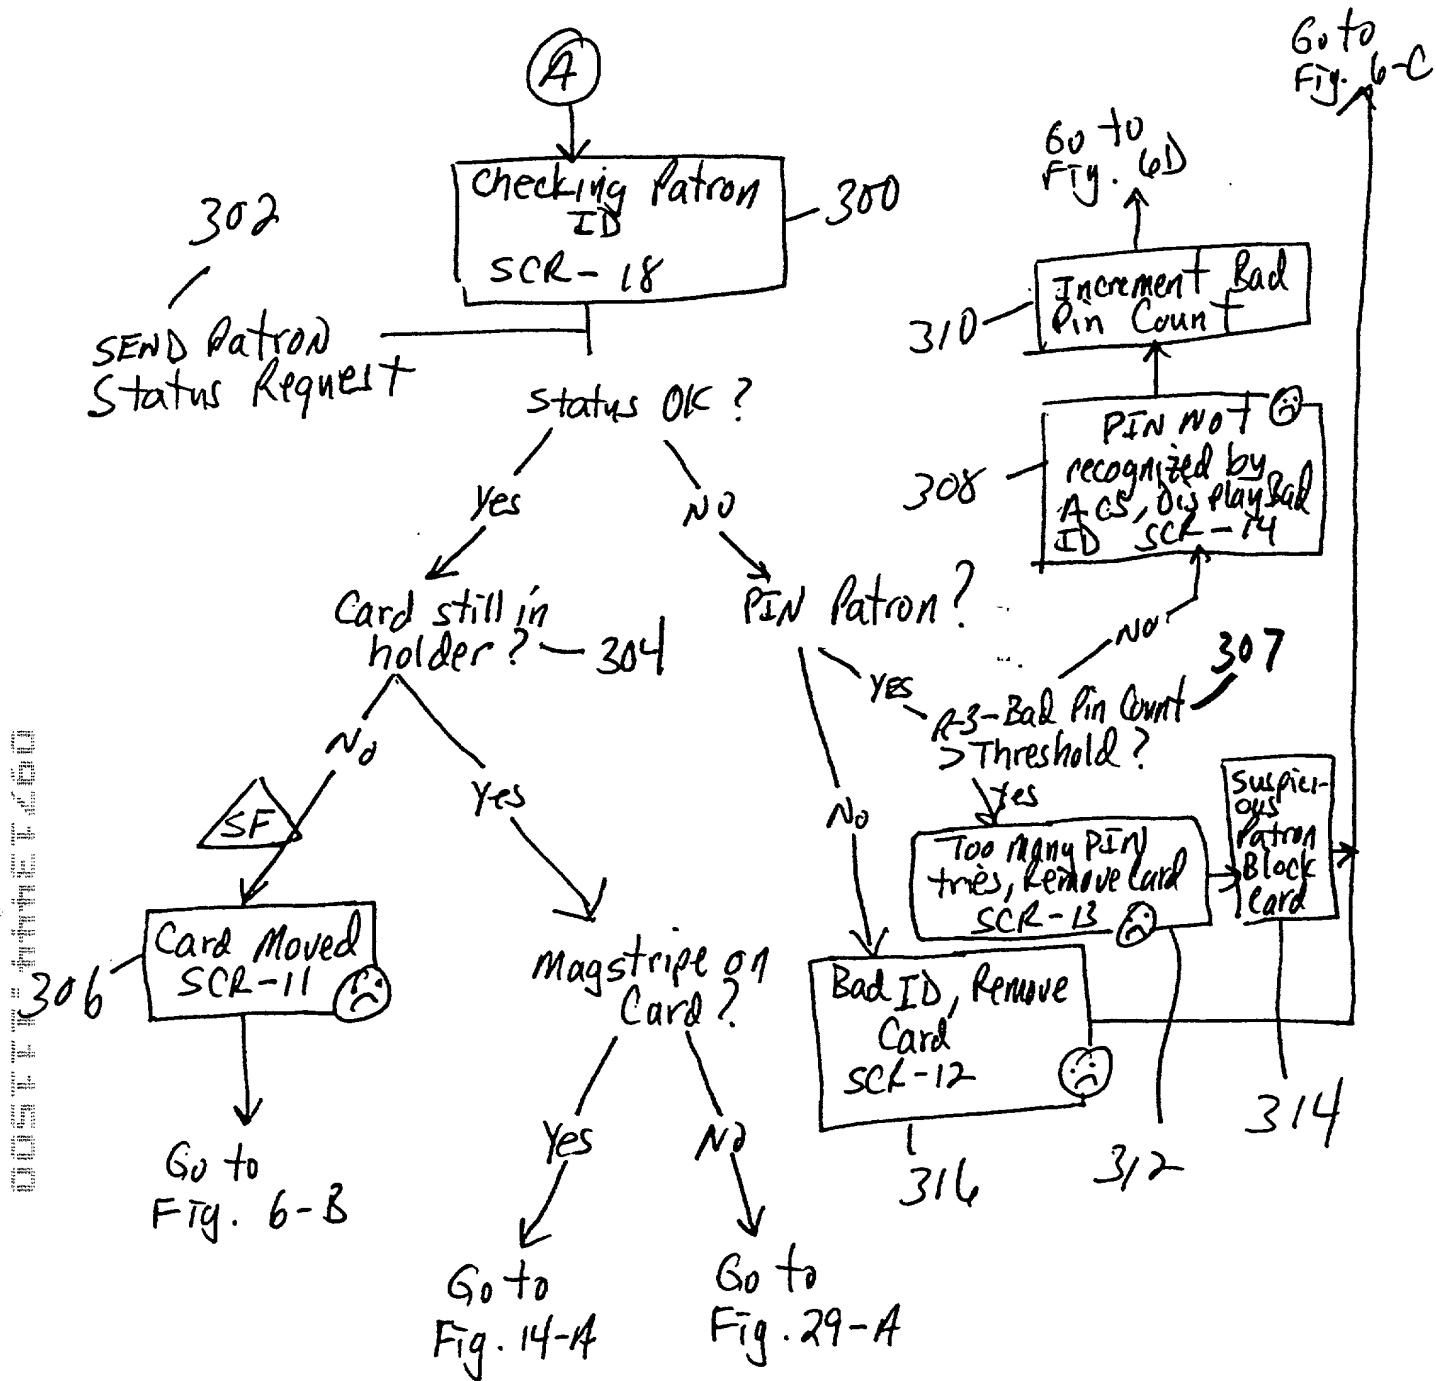 A
Go to
Fig. 6-C
Go to
Fig. 6D
Checking Patron
ID
SCR-18
300
302
SEND Patron
Status Request
Increment Bad
Pin Count
310
Status OK?
PIN Not
recognized by
ACS, Display Bad
ID SCR-14
308
Yes
NO
Card still in
holder?
304
PIN Patron?
NO
307
YES
R-3-Bad Pin Count
>Threshold?
No
Yes
No
Yes
SF
Too many PIN
tries, Remove Card
SCR-13
Suspici-
ous
Patron
Block
Card
Card Moved
SCR-11
306
Magstripe on
Card?
Bad ID, Remove
Card
SCR-12
Yes
No
316
312
314
Go to
Fig. 6-B
Go to
Fig. 14-A
Go to
Fig. 29-A